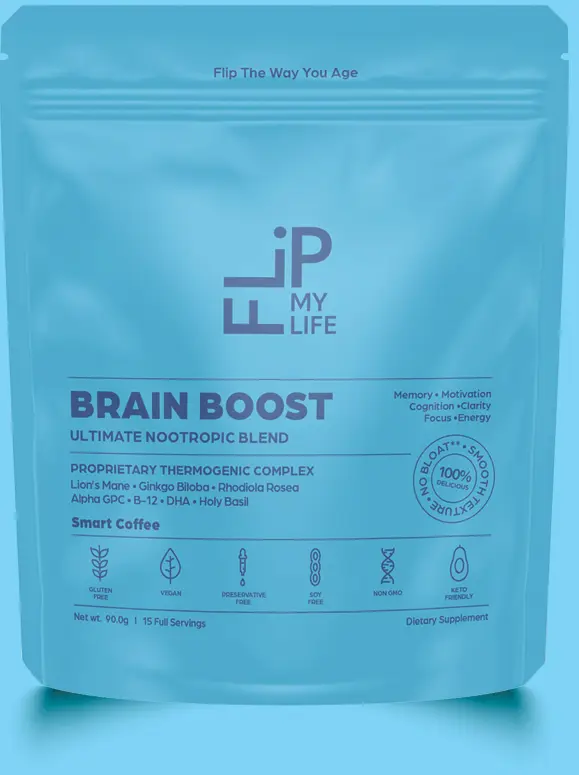 Flip The Way You Age
FLiP
MY
LIFE
BRAIN BOOST
ULTIMATE NOOTROPIC BLEND
Memory • Motivation
Cognition •Clarity
Focus •Energy
PROPRIETARY THERMOGENIC COMPLEX
Lion's Mane • Ginkgo Biloba • Rhodiola Rosea
Alpha GPC • B-12 • DHA • Holy Basil
Smart Coffee
• NO BLOAT** • SMOOTH TEXTURE
100%
DELICIOUS
GLUTEN
FREE
VEGAN
PRESERVATIVE
FREE
SOY
FREE
NON GMO
KETO
FRIENDLY
Net wt. 90.0g | 15 Full Servings
Dietary Supplement